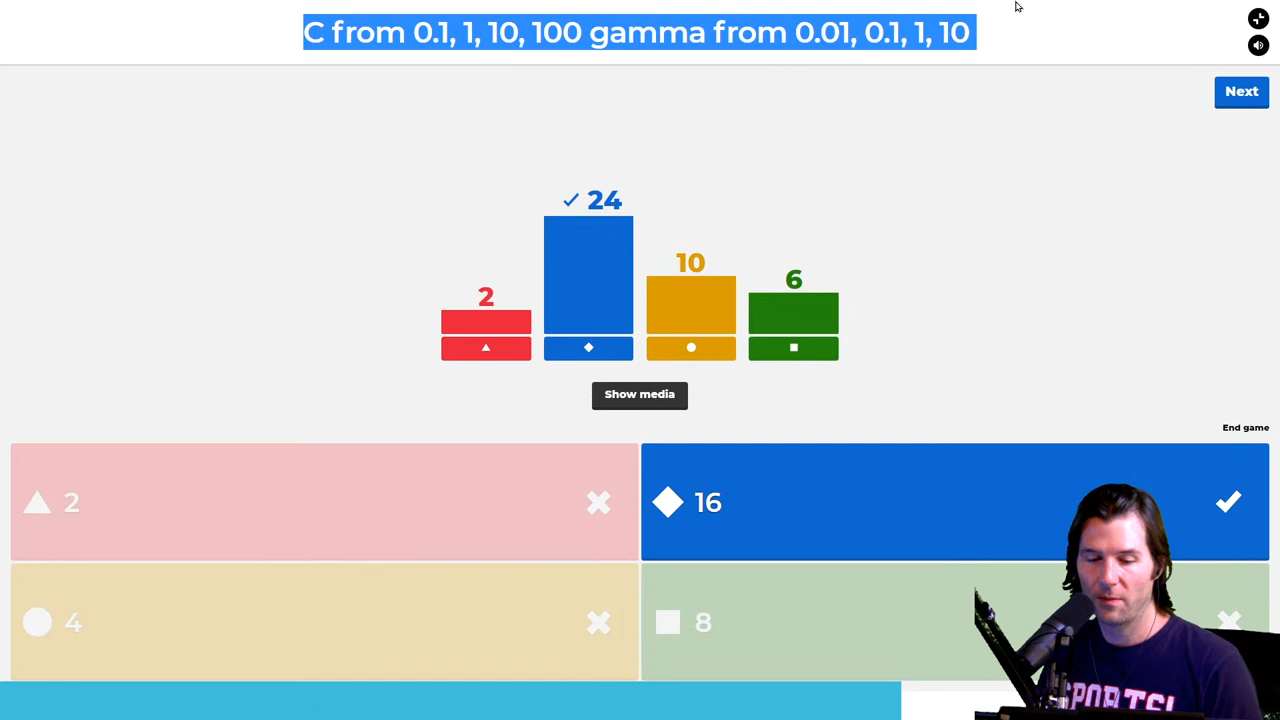 C from 0.1, 1, 10, 100 gamma from 0.01, 0.1, 1, 10
Next
24
10
6
2
Show media
End game
2
16
4
8
SPORTS!